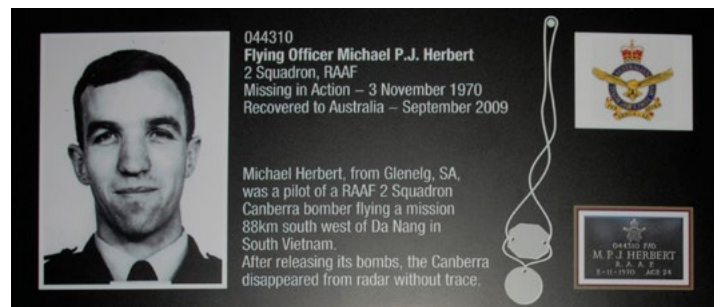 044310
Flying Officer Michael P.J. Herbert
2 Squadron, RAAF
Missing in Action – 3 November 1970
Recovered to Australia – September 2009
Michael Herbert, from Glenelg, SA,
was a pilot of a RAAF 2 Squadron
Canberra bomber flying a mission
88km south west of Da Nang in
South Vietnam.
After releasing its bombs, the Canberra
disappeared from radar without trace.
044310 F/O
M. P. J. HERBERT
R. A. A. F.
3-11-1970 AGE 24